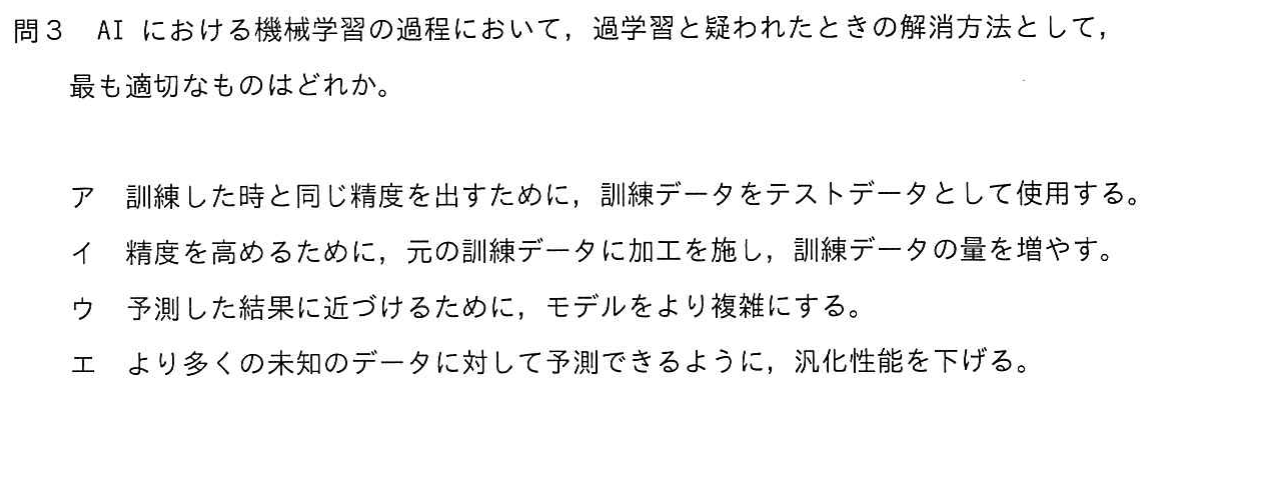 問３　AI における機械学習の過程において，過学習と疑われたときの解消方法として，
最も適切なものはどれか。
ア　訓練した時と同じ精度を出すために，訓練データをテストデータとして使用する。
イ　精度を高めるために，元の訓練データに加工を施し，訓練データの量を増やす。
ウ　予測した結果に近づけるために，モデルをより複雑にする。
エ　より多くの未知のデータに対して予測できるように，汎化性能を下げる。